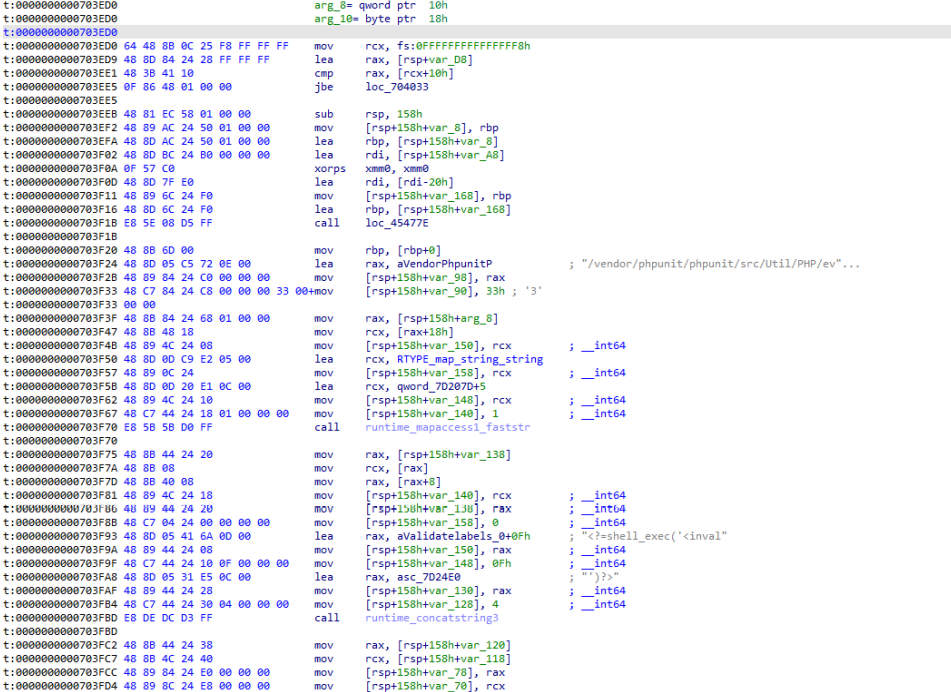 t:0000000000703ED0 arg_8= qword ptr 10h
t:0000000000703ED0 arg_10= byte ptr 18h
t:0000000000703ED0
t:0000000000703ED0 64 48 8B 0C 25 F8 FF FF FF mov rcx, fs:0FFFFFFFFFFFFFFF8h
t:0000000000703ED9 48 8D 84 24 28 FF FF FF lea rax, [rsp+var_D8]
t:0000000000703EE1 48 3B 41 10 cmp rax, [rcx+10h]
t:0000000000703EE5 0F 86 48 01 00 00 jbe loc_704033
t:0000000000703EE5
t:0000000000703EEB 48 81 EC 58 01 00 00 sub rsp, 158h
t:0000000000703EF2 48 89 AC 24 50 01 00 00 mov [rsp+158h+var_8], rbp
t:0000000000703EFA 48 8D AC 24 50 01 00 00 lea rbp, [rsp+158h+var_8]
t:0000000000703F02 48 8D BC 24 B0 00 00 00 lea rdi, [rsp+158h+var_A8]
t:0000000000703F0A 0F 57 C0 xorps xmm0, xmm0
t:0000000000703F0D 48 8D 7F E0 lea rdi, [rdi-20h]
t:0000000000703F11 48 89 6C 24 F0 mov [rsp+158h+var_168], rbp
t:0000000000703F16 48 8D 6C 24 F0 lea rbp, [rsp+158h+var_168]
t:0000000000703F1B E8 5E 08 D5 FF call loc_45477E
t:0000000000703F1B
t:0000000000703F20 48 8B 6D 00 mov rbp, [rbp+0]
t:0000000000703F24 48 8D 05 C5 72 0E 00 lea rax, aVendorPhpunitP ; "/vendor/phpunit/phpunit/src/Util/PHP/ev"...
t:0000000000703F2B 48 89 84 24 C0 00 00 00 mov [rsp+158h+var_98], rax
t:0000000000703F33 48 C7 84 24 C8 00 00 00 33 00+mov [rsp+158h+var_90], 33h ; '3'
t:0000000000703F33 00 00
t:0000000000703F3F 48 8B 84 24 68 01 00 00 mov rax, [rsp+158h+arg_8]
t:0000000000703F47 48 8B 48 18 mov rcx, [rax+18h]
t:0000000000703F4B 48 89 4C 24 08 mov [rsp+158h+var_150], rcx ; __int64
t:0000000000703F50 48 8D 0D C9 E2 05 00 lea rcx, RTYPE_map_string_string
t:0000000000703F57 48 89 0C 24 mov [rsp+158h+var_158], rcx ; __int64
t:0000000000703F5B 48 8D 0D 20 E1 0C 00 lea rcx, qword_7D207D+5
t:0000000000703F62 48 89 4C 24 10 mov [rsp+158h+var_148], rcx ; __int64
t:0000000000703F67 48 C7 44 24 18 01 00 00 00 mov [rsp+158h+var_140], 1 ; __int64
t:0000000000703F70 E8 5B 5B D0 FF call runtime_mapaccess1_faststr
t:0000000000703F70
t:0000000000703F75 48 8B 44 24 20 mov rax, [rsp+158h+var_138]
t:0000000000703F7A 48 8B 08 mov rcx, [rax]
t:0000000000703F7D 48 8B 40 08 mov rax, [rax+8]
t:0000000000703F81 48 89 4C 24 18 mov [rsp+158h+var_140], rcx ; __int64
t:0000000000703F86 48 89 44 24 20 mov [rsp+158h+var_138], rax ; __int64
t:0000000000703F8B 48 C7 04 24 00 00 00 00 mov [rsp+158h+var_158], 0 ; __int64
t:0000000000703F93 48 8D 05 41 6A 0D 00 lea rax, aValidatelabels_0+0Fh ; "<?=shell_exec('<inval"
t:0000000000703F9A 48 89 44 24 08 mov [rsp+158h+var_150], rax ; __int64
t:0000000000703F9F 48 C7 44 24 10 0F 00 00 00 mov [rsp+158h+var_148], 0Fh ; __int64
t:0000000000703FA8 48 8D 05 31 E5 0C 00 lea rax, asc_7D24E0 ; "')?>"
t:0000000000703FAF 48 89 44 24 28 mov [rsp+158h+var_130], rax ; __int64
t:0000000000703FB4 48 C7 44 24 30 04 00 00 00 mov [rsp+158h+var_128], 4 ; __int64
t:0000000000703FBD E8 DE DC D3 FF call runtime_concatstring3
t:0000000000703FBD
t:0000000000703FC2 48 8B 44 24 38 mov rax, [rsp+158h+var_120]
t:0000000000703FC7 48 8B 4C 24 40 mov rcx, [rsp+158h+var_118]
t:0000000000703FCC 48 89 84 24 E0 00 00 00 mov [rsp+158h+var_78], rax
t:0000000000703FD4 48 89 8C 24 E8 00 00 00 mov [rsp+158h+var_70], rcx